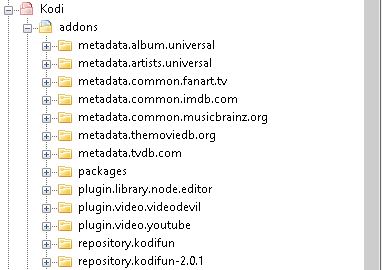 Kodi
addons
metadata.album.universal
metadata.artists.universal
metadata.common.fanart.tv
metadata.common.imdb.com
metadata.common.musicbrainz.org
metadata.themoviedb.org
metadata.tvdb.com
packages
plugin.library.node.editor
plugin.video.videodevil
plugin.video.youtube
repository.kodifun
repository.kodifun-2.0.1